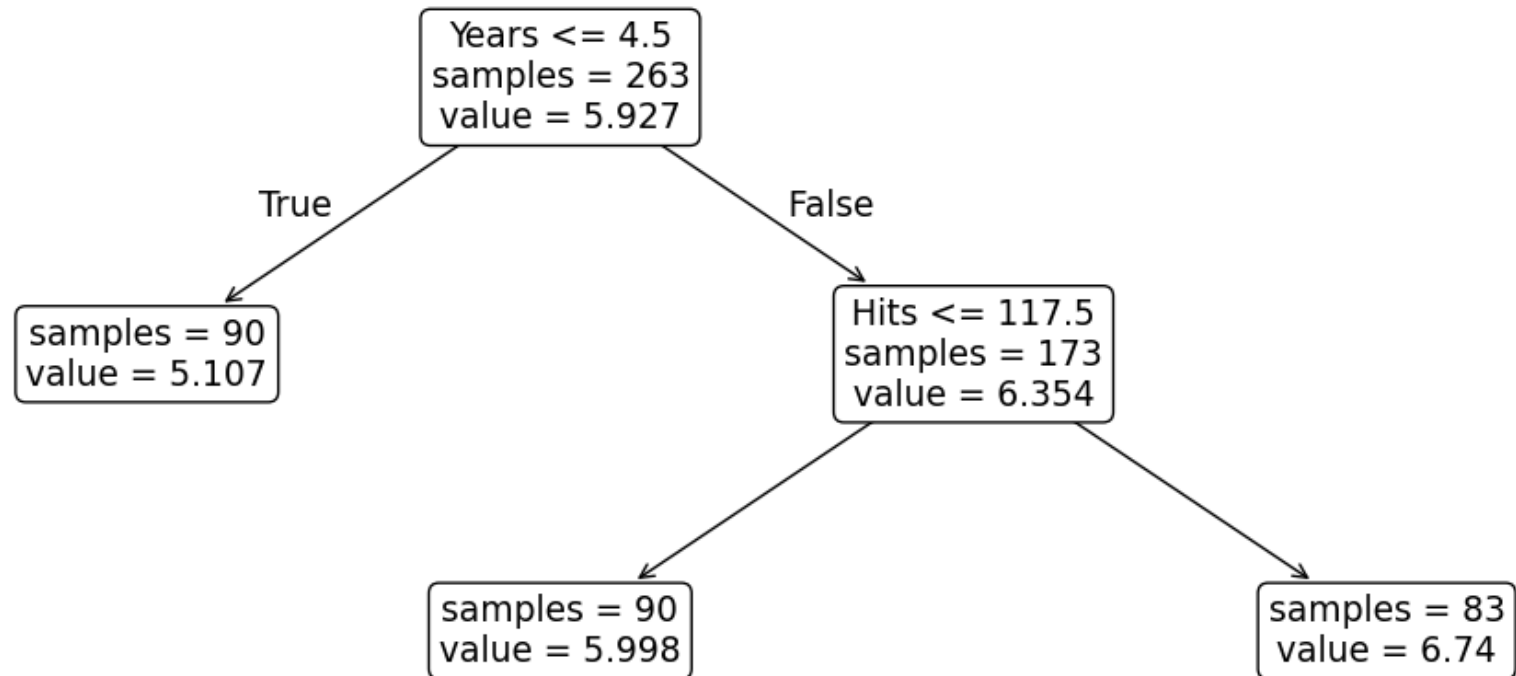 Years <= 4.5
samples = 263
value = 5.927
True
False
samples = 90
value = 5.107
Hits <= 117.5
samples = 173
value = 6.354
samples = 90
value = 5.998
samples = 83
value = 6.74